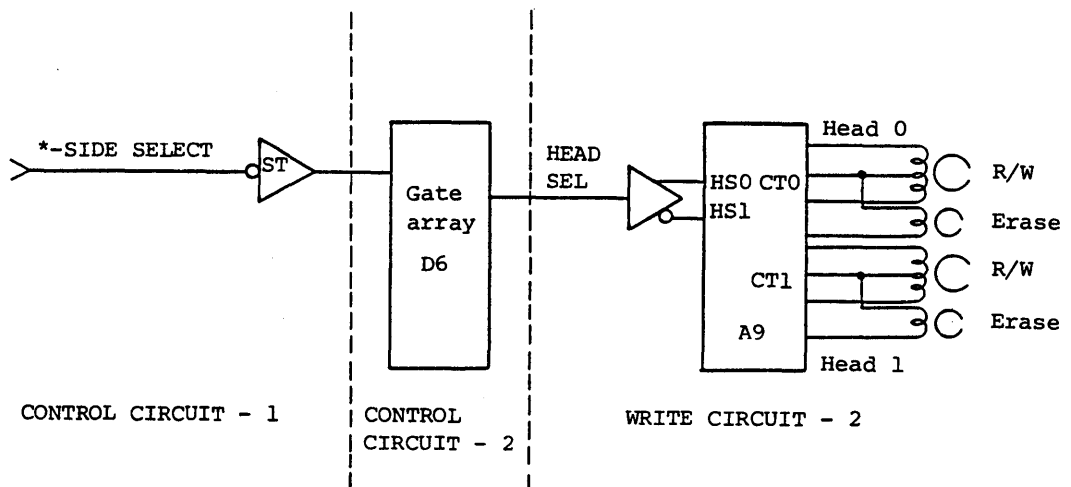 *-SIDE SELECT
ST
Gate
array
D6
HEAD
SEL
HS0 CT0
HS1
CT1
A9
Head 0
R/W
Erase
R/W
Erase
Head 1
CONTROL CIRCUIT - 1
CONTROL
CIRCUIT - 2
WRITE CIRCUIT - 2